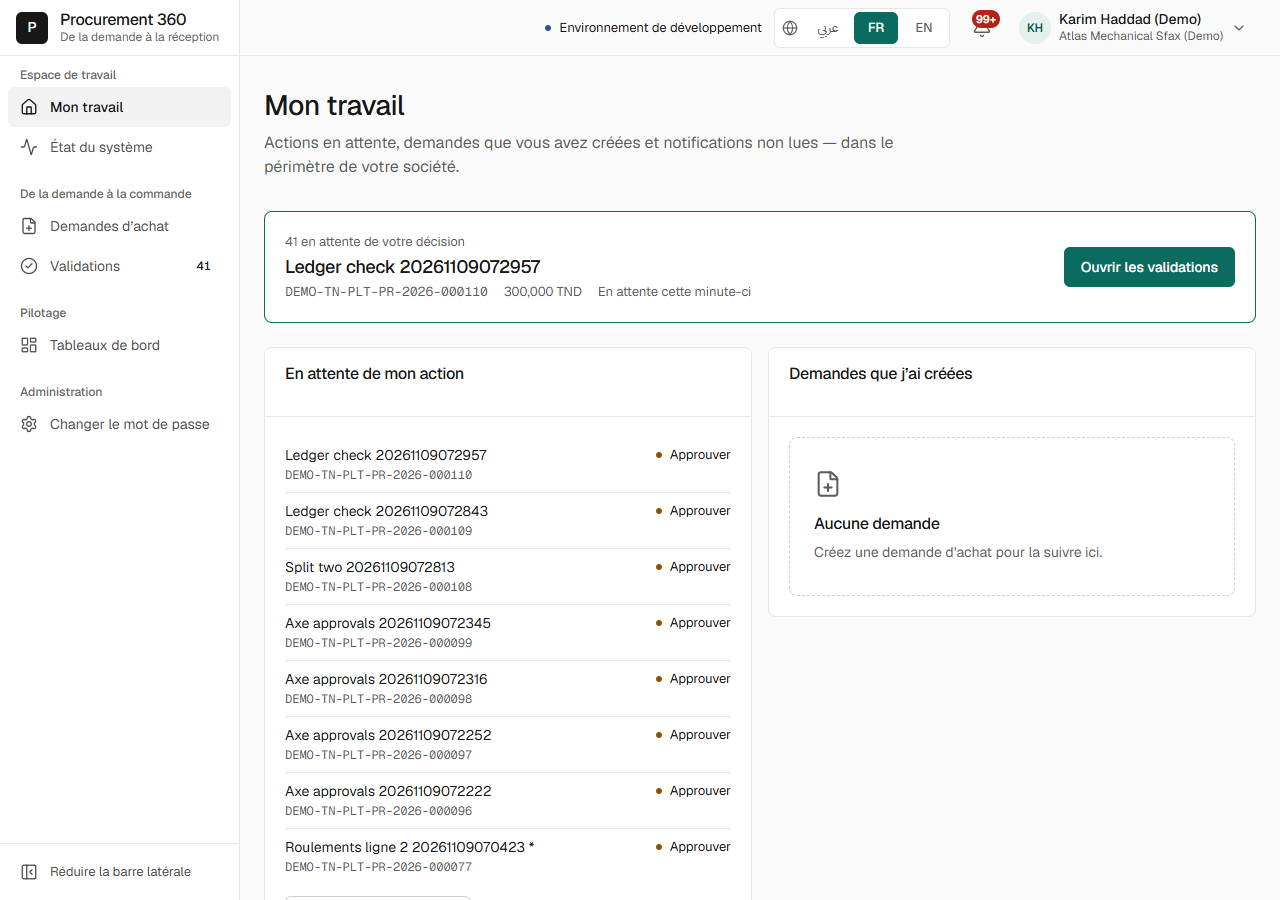 P
Procurement 360
De la demande à la réception
Environnement de développement
عربي
FR
EN
99+
KH
Karim Haddad (Demo)
Atlas Mechanical Sfax (Demo)
Espace de travail
Mon travail
État du système
De la demande à la commande
Demandes d’achat
Validations
41
Pilotage
Tableaux de bord
Administration
Changer le mot de passe
Réduire la barre latérale
Mon travail
Actions en attente, demandes que vous avez créées et notifications non lues — dans le
périmètre de votre société.
41 en attente de votre décision
Ledger check 20261109072957
DEMO-TN-PLT-PR-2026-000110 300,000 TND En attente cette minute-ci
Ouvrir les validations
En attente de mon action
Ledger check 20261109072957
Approuver
DEMO-TN-PLT-PR-2026-000110
Ledger check 20261109072843
Approuver
DEMO-TN-PLT-PR-2026-000109
Split two 20261109072813
Approuver
DEMO-TN-PLT-PR-2026-000108
Axe approvals 20261109072345
Approuver
DEMO-TN-PLT-PR-2026-000099
Axe approvals 20261109072316
Approuver
DEMO-TN-PLT-PR-2026-000098
Axe approvals 20261109072252
Approuver
DEMO-TN-PLT-PR-2026-000097
Axe approvals 20261109072222
Approuver
DEMO-TN-PLT-PR-2026-000096
Roulements ligne 2 20261109070423 *
Approuver
DEMO-TN-PLT-PR-2026-000077
Demandes que j’ai créées
Aucune demande
Créez une demande d’achat pour la suivre ici.